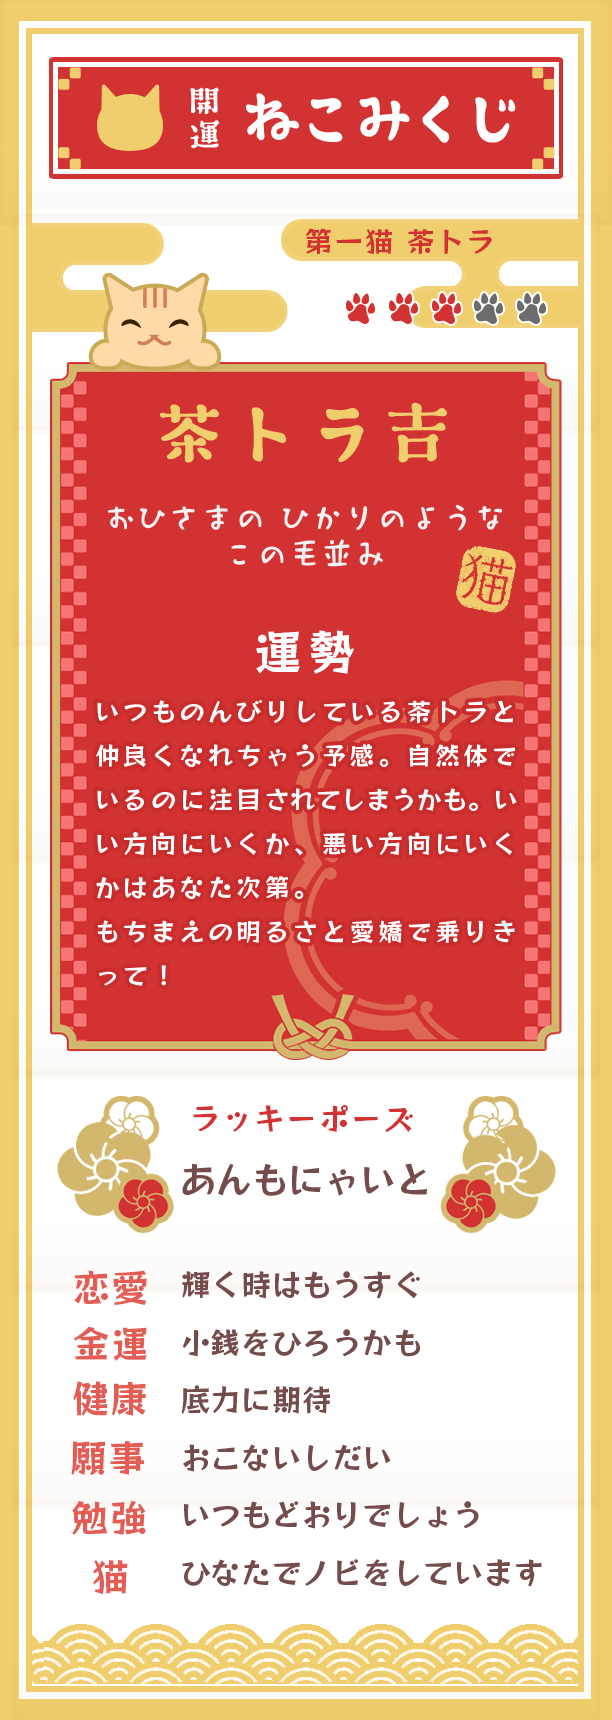 開運 ねこみくじ
第一猫 茶トラ
茶トラ吉
おひさまの ひかりのような
この毛並み
猫
運勢
いつものんびりしている茶トラと
仲良くなれちゃう予感。自然体で
いるのに注目されてしまうかも。い
い方向にいくか、悪い方向にいく
かはあなた次第。
もちまえの明るさと愛嬌で乗りき
って！
ラッキーポーズ
あんもにゃいと
恋愛 輝く時はもうすぐ
金運 小銭をひろうかも
健康 底力に期待
願事 おこないしだい
勉強 いつもどおりでしょう
猫 ひなたでノビをしています